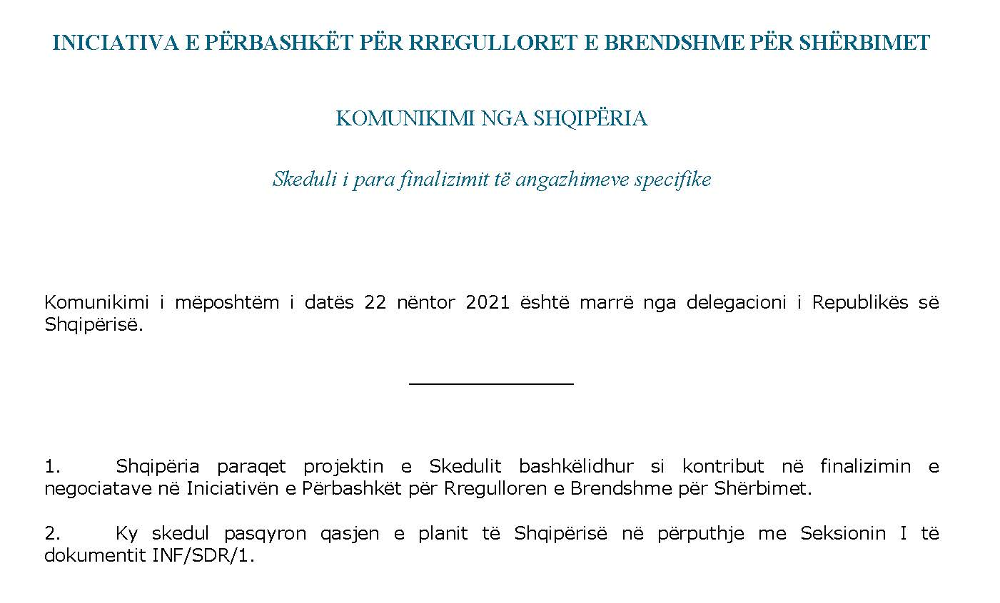 INICIATIVA E PËRBASHKËT PËR RREGULLORET E BRENDSHME PËR SHËRBIMET
KOMUNIKIMI NGA SHQIPËRIA
Skeduli i para finalizimit të angazhimeve specifike
Komunikimi i mëposhtëm i datës 22 nëntor 2021 është marrë nga delegacioni i Republikës së
Shqipërisë.
1. Shqipëria paraqet projektin e Skedulit bashkëlidhur si kontribut në finalizimin e
negociatave në Iniciativën e Përbashkët për Rregulloren e Brendshme për Shërbimet.
2. Ky skedul pasqyron qasjen e planit të Shqipërisë në përputhje me Seksionin I të
dokumentit INF/SDR/1.